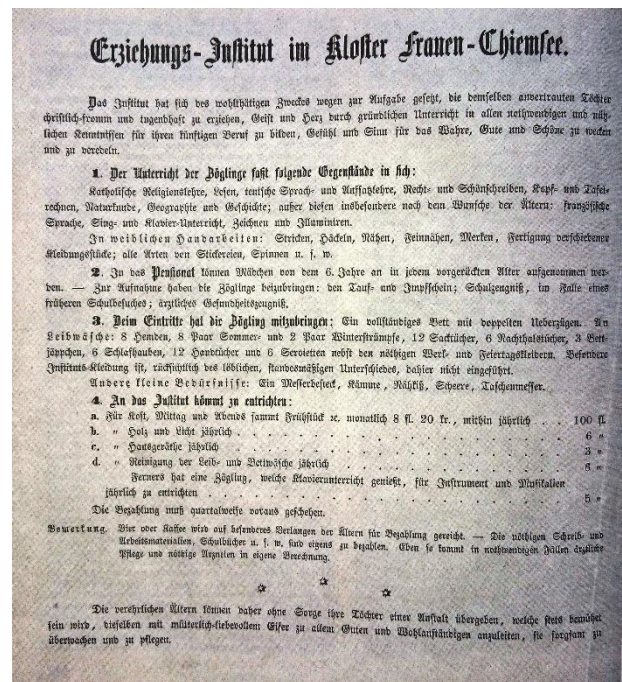 Erziehungs-Institut im Kloster Frauen-Chiemsee.
Das Institut hat sich des wohlthätigen Zweckes wegen zur Aufgabe gesetzt, die demselben anvertrauten Töchter
christlich-fromm und tugendhaft zu erziehen, Geist und Herz durch gründlichen Unterricht in allen nothwendigen und nütz-
lichen Kenntnissen für ihren künftigen Beruf zu bilden, Gefühl und Sinn für das Wahre, Gute und Schöne zu wecken
und zu veredeln.
1. Der Unterricht der Zöglinge faßt folgende Gegenstände in sich:
Katholische Religionslehre, Lesen, teutsche Sprach- und Aufsatzlehre, Recht- und Schönschreiben, Kopf- und Tafel-
rechnen, Naturkunde, Geographie und Geschichte; außer diesen insbesondere nach dem Wunsche der Ältern: französische
Sprache, Sing- und Klavier-Unterricht, Zeichnen und Illuminiren.
In weiblichen Handarbeiten: Stricken, Häckeln, Nähen, Feinnähen, Merken, Fertigung verschiedener
Kleidungsstücke; alle Arten von Stickereien, Spinnen u. s. w.
2. In das Pensionat können Mädchen von dem 6. Jahre an in jedem vorgerückten Alter aufgenommen wer-
den. — Zur Aufnahme haben die Zöglinge beizubringen: den Tauf- und Impfschein; Schulzeugniß, im Falle eines
früheren Schulbesuches; ärztliches Gesundheitszeugniß.
3. Beim Eintritte hat die Zögling mitzubringen: Ein vollständiges Bett mit doppelten Ueberzügen. An
Leibwäsche: 8 Hemden, 8 Paar Sommer- und 2 Paar Winterstrümpfe, 12 Sacktücher, 6 Nachthalstücher, 3 Bett-
jöppchen, 6 Schlafhauben, 12 Handtücher und 6 Servietten nebst den nöthigen Werk- und Feiertagskleidern. Besondere
Instituts-Kleidung ist, rücksichtlich des löblichen, standesmäßigen Unterschiedes, daher nicht eingeführt.
Andere kleine Bedürfnisse: Ein Messerbesteck, Kämme, Nähkiß, Scheere, Taschenmesser.
4. An das Institut kömmt zu entrichten:
a. Für Kost, Mittag und Abends sammt Frühstück ꝛc. monatlich 8 fl. 20 kr., mithin jährlich . . . 100 fl.
b. „ Holz und Licht jährlich . . . 6 „
c. „ Hausgeräthe jährlich . . . 3 „
d. „ Reinigung der Leib- und Bettwäsche jährlich . . .
Ferners hat eine Zögling, welche Klavierunterricht genießt, für Instrument und Musikalien
jährlich zu entrichten . . . 5 „
Die Bezahlung muß quartalweise voraus geschehen.
Bemerkung. Bier oder Kaffee wird auf besonderes Verlangen der Ältern für Bezahlung gereicht. — Die nöthigen Schreib- und
Arbeitsmaterialien, Schulbücher u. s. w. sind eigens zu bezahlen. Eben so kommt in nothwendigen Fällen ärztliche
Pflege und nöthige Arzneien in eigene Berechnung.
Die verehrlichen Ältern können daher ohne Sorge ihre Töchter einer Anstalt übergeben, welche stets bemühet
sein wird, dieselben mit mütterlich-liebevollem Eifer zu allem Guten und Wohlanständigen anzuleiten, sie sorgsam zu
überwachen und zu pflegen.